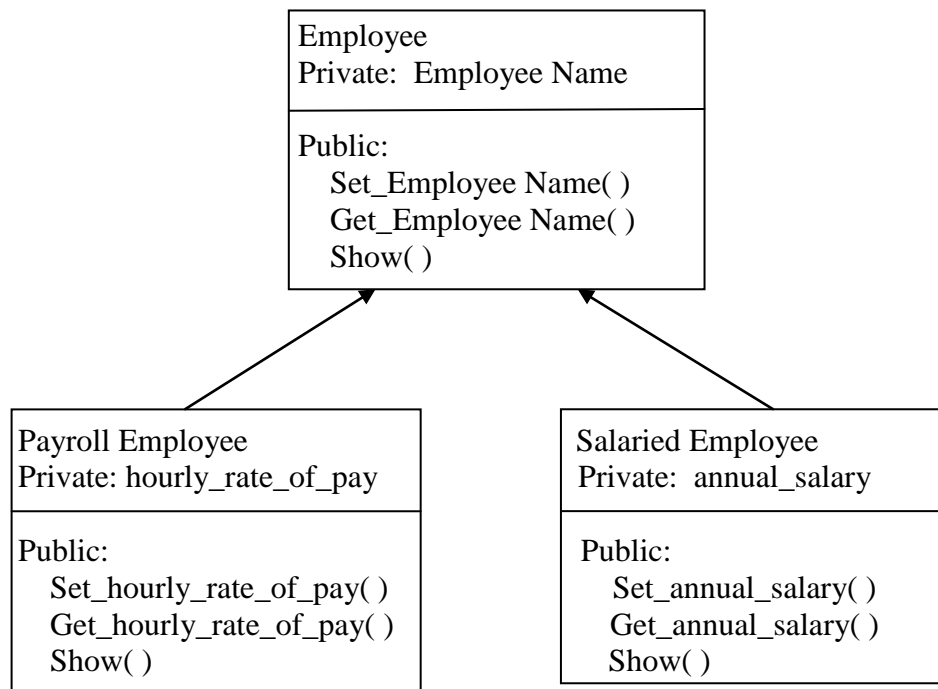 Employee
Private:  Employee Name
Public:
Set_Employee Name( )
Get_Employee Name( )
Show( )
Payroll Employee
Private: hourly_rate_of_pay
Public:
Set_hourly_rate_of_pay( )
Get_hourly_rate_of_pay( )
Show( )
Salaried Employee
Private:  annual_salary
Public:
Set_annual_salary( )
Get_annual_salary( )
Show( )